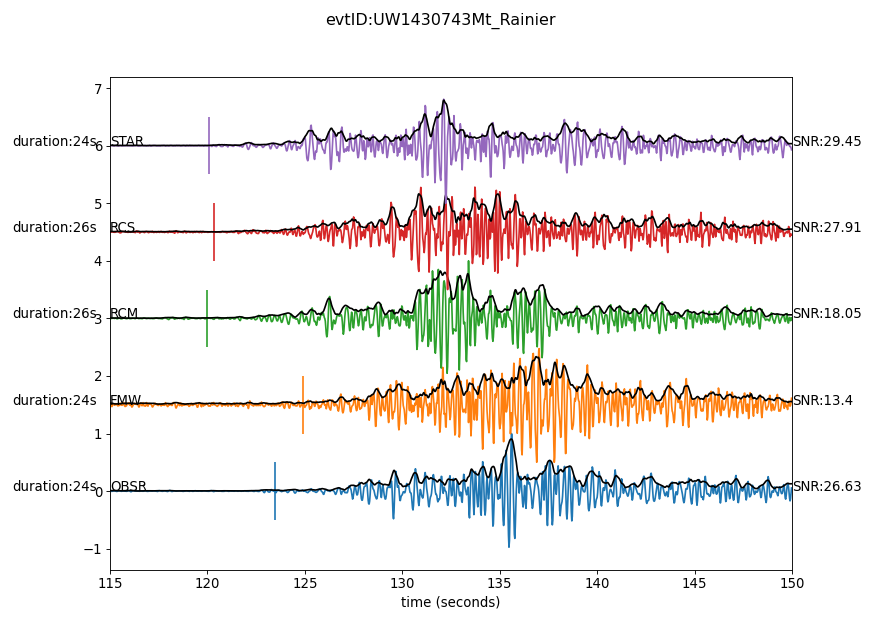 evtID:UW1430743Mt_Rainier
7
duration:24s 6 STAR SNR:29.45
5
duration:26s RCS SNR:27.91
4
duration:26s 3 RCM SNR:18.05
2
duration:24s EMW SNR:13.4
1
duration:24s 0 OBSR SNR:26.63
−1
115 120 125 130 135 140 145 150
time (seconds)